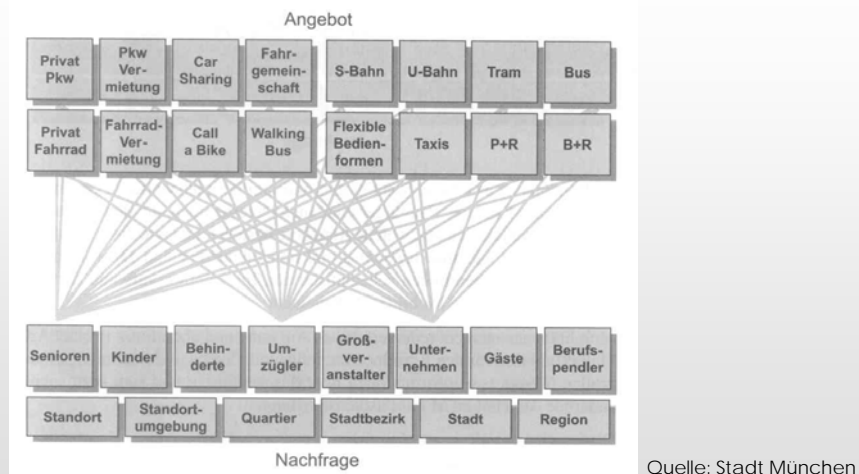 Angebot
Privat
Pkw
Pkw
Ver-
mietung
Car
Sharing
Fahr-
gemein-
schaft
S-Bahn
U-Bahn
Tram
Bus
Privat
Fahrrad
Fahrrad-
Ver-
mietung
Call
a Bike
Walking
Bus
Flexible
Bedien-
formen
Taxis
P+R
B+R
Senioren
Kinder
Behin-
derte
Um-
zügler
Groß-
ver-
anstalter
Unter-
nehmen
Gäste
Berufs-
pendler
Standort
Standort-
umgebung
Quartier
Stadtbezirk
Stadt
Region
Nachfrage
Quelle: Stadt München